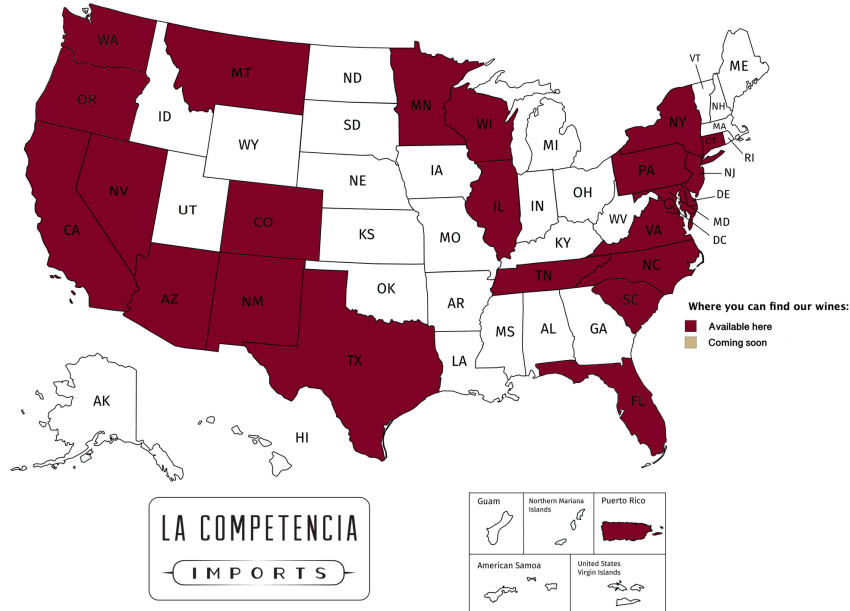 WA
MT
ND
MN
VT
ME
OR
ID
SD
WI
NH
WY
MI
NY
MA
CT
RI
IA
PA
NJ
NE
OH
NV
IL
IN
DE
UT
CO
WV
MD
CA
KS
MO
KY
VA
DC
NC
TN
OK
AZ
NM
AR
SC
Where you can find our wines:
Available here
Coming soon
MS
AL
GA
TX
LA
AK
FL
HI
LA COMPETENCIA
IMPORTS
Guam
Northern Mariana
Islands
Puerto Rico
American Samoa
United States
Virgin Islands